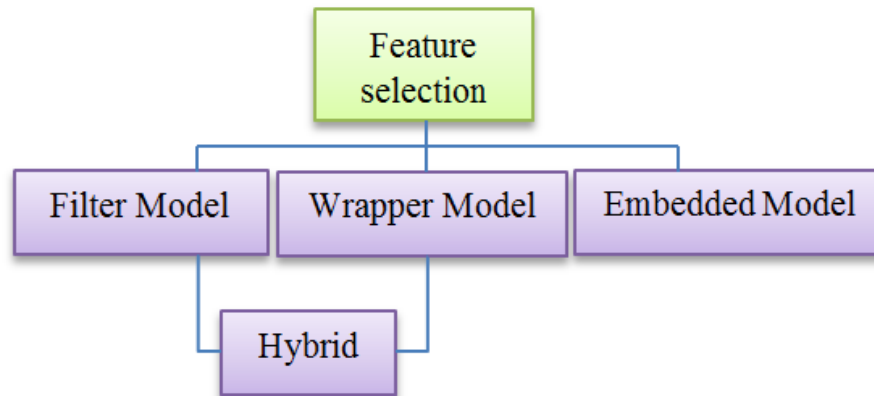 Feature
selection
Filter Model
Wrapper Model
Embedded Model
Hybrid